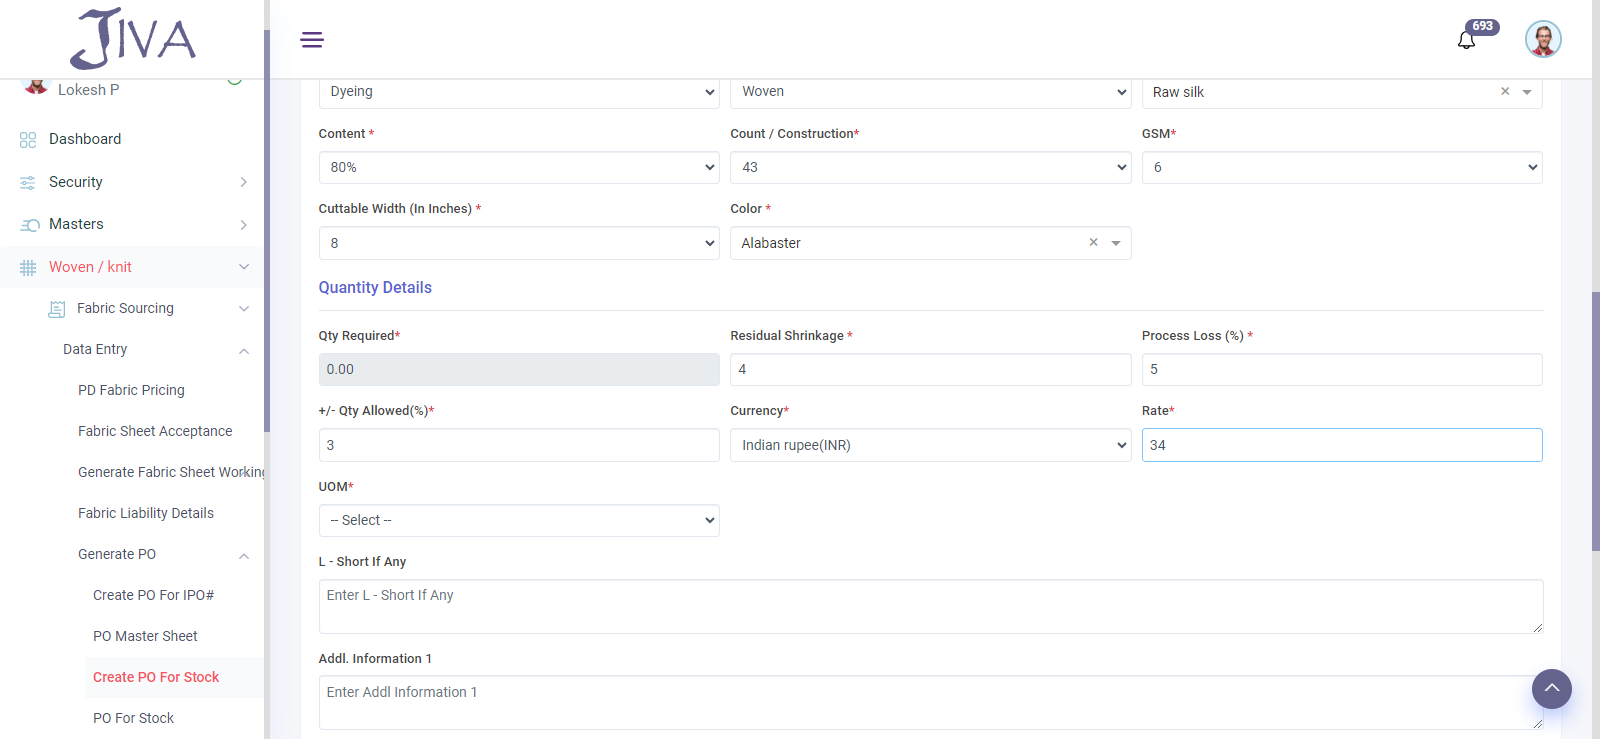 JIVA
693
Lokesh P
Dashboard
Security
Masters
Woven / knit
Fabric Sourcing
Data Entry
PD Fabric Pricing
Fabric Sheet Acceptance
Generate Fabric Sheet Working
Fabric Liability Details
Generate PO
Create PO For IPO#
PO Master Sheet
Create PO For Stock
PO For Stock
Dyeing
Woven
Raw silk
Content *
Count / Construction*
GSM*
80%
43
6
Cuttable Width (In Inches) *
Color *
8
Alabaster
Quantity Details
Qty Required*
Residual Shrinkage *
Process Loss (%) *
0.00
4
5
+/- Qty Allowed(%)*
Currency*
Rate*
3
Indian rupee(INR)
34
UOM*
-- Select --
L - Short If Any
Enter L - Short If Any
Addl. Information 1
Enter Addl Information 1